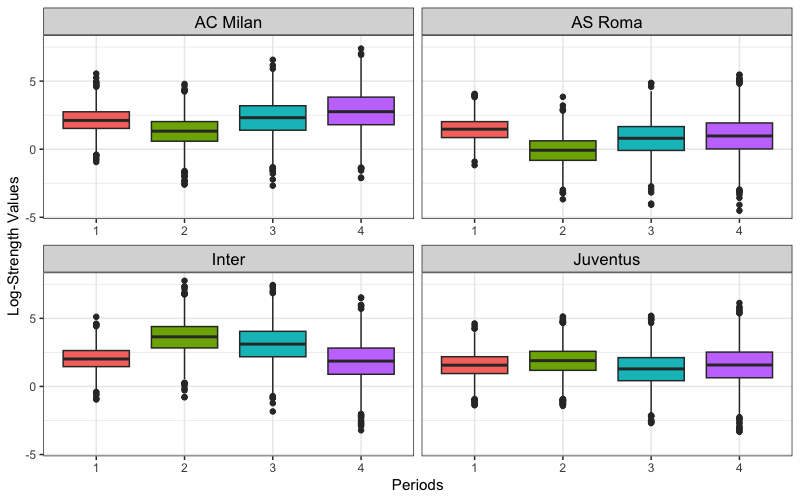 AC Milan
AS Roma
5
0
-5
1 2 3 4
1 2 3 4
Log-Strength Values
Inter
Juventus
5
0
-5
1 2 3 4
1 2 3 4
Periods